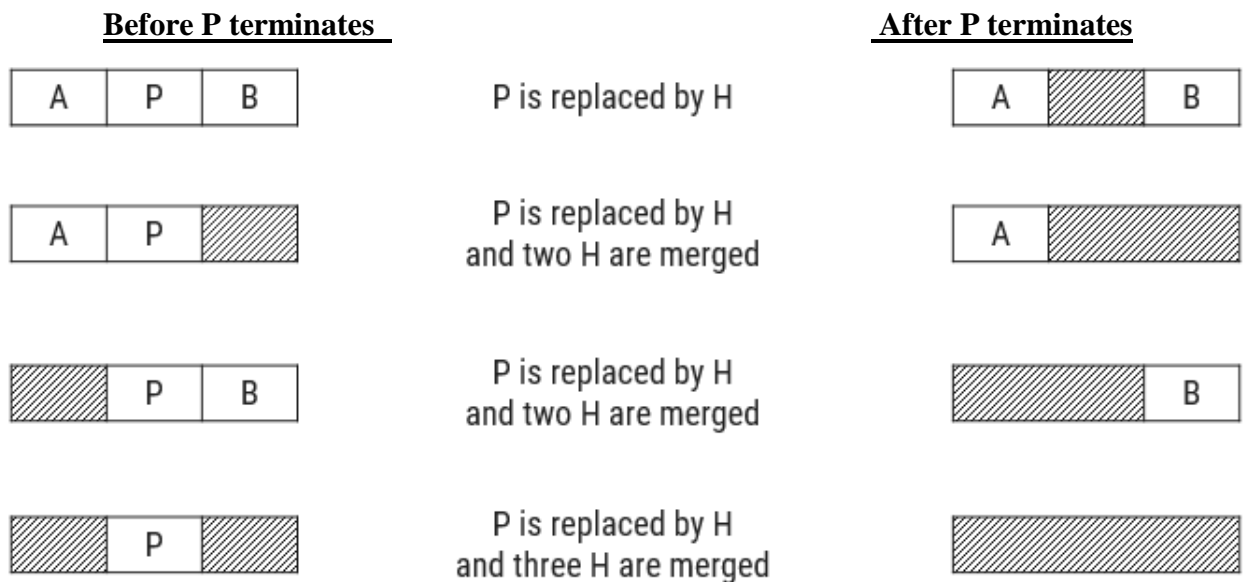 Before P terminates After P terminates
A P B P is replaced by H A B
P is replaced by H
A P A
and two H are merged
P is replaced by H
P B B
and two H are merged
P is replaced by H
P
and three H are merged